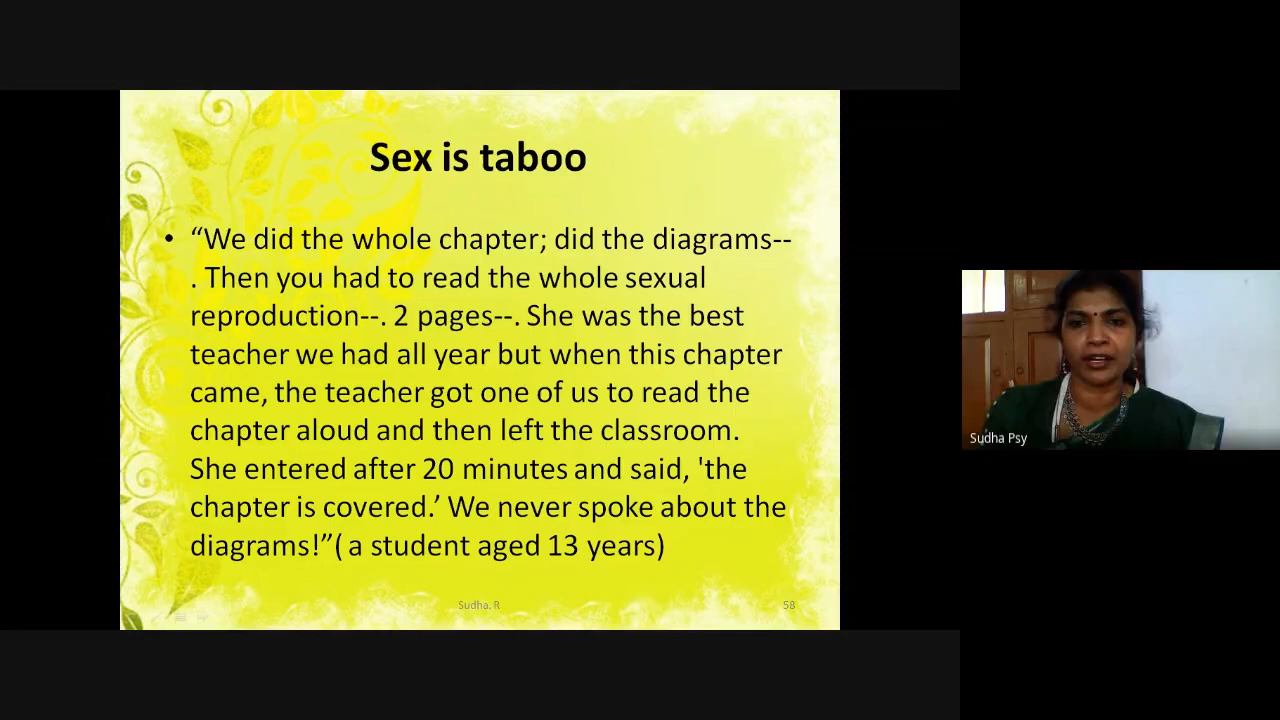 Sex is taboo
• “We did the whole chapter; did the diagrams--
. Then you had to read the whole sexual
reproduction--. 2 pages--. She was the best
teacher we had all year but when this chapter
came, the teacher got one of us to read the
chapter aloud and then left the classroom.
She entered after 20 minutes and said, 'the
chapter is covered.’ We never spoke about the
diagrams!”( a student aged 13 years)
Sudha. R
58
Sudha Psy